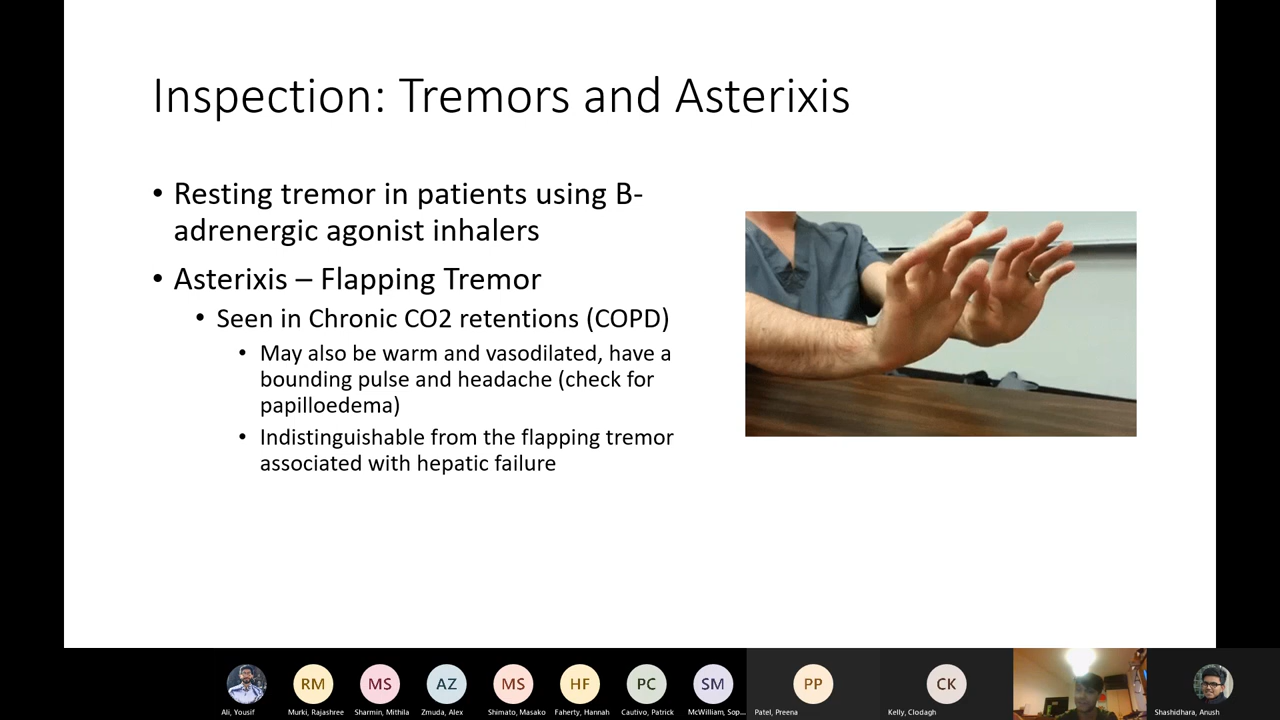 Inspection: Tremors and Asterixis
• Resting tremor in patients using B-
adrenergic agonist inhalers
• Asterixis – Flapping Tremor
• Seen in Chronic CO2 retentions (COPD)
• May also be warm and vasodilated, have a
bounding pulse and headache (check for
papilloedema)
• Indistinguishable from the flapping tremor
associated with hepatic failure
RM MS AZ MS HF PC SM PP CK
Ali, Yousif Murki, Rajashree Sharmin, Mithila Zmuda, Alex Shimato, Masako Faherty, Hannah Cautivo, Patrick McWilliam, Sop... Patel, Preena Kelly, Clodagh Shashidhara, Anush